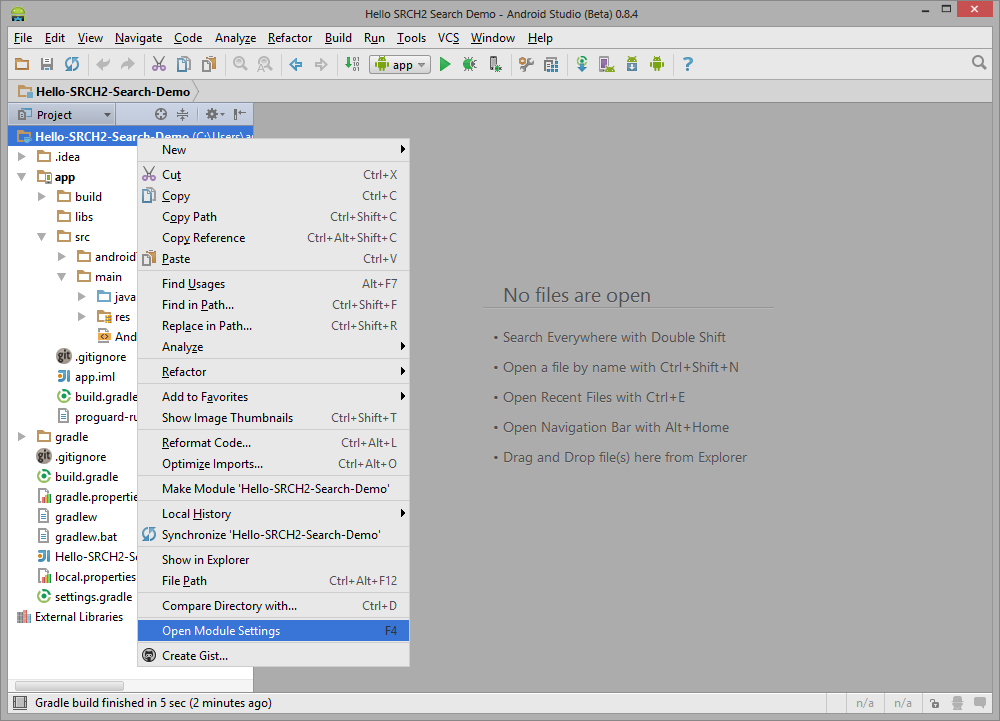 Hello SRCH2 Search Demo - Android Studio (Beta) 0.8.4
File Edit View Navigate Code Analyze Refactor Build Run Tools VCS Window Help
app
Hello-SRCH2-Search-Demo
Project
Hello-SRCH2-Search-Demo (C:\Users\a
.idea
app
build
libs
src
android
main
java
res
And
.gitignore
app.iml
build.gradle
proguard-ru
gradle
.gitignore
build.gradle
gradle.propertie
gradlew
gradlew.bat
Hello-SRCH2-S
local.properties
settings.gradle
External Libraries
New
Cut Ctrl+X
Copy Ctrl+C
Copy Path Ctrl+Shift+C
Copy Reference Ctrl+Alt+Shift+C
Paste Ctrl+V
Find Usages Alt+F7
Find in Path... Ctrl+Shift+F
Replace in Path... Ctrl+Shift+R
Analyze
Refactor
Add to Favorites
Show Image Thumbnails Ctrl+Shift+T
Reformat Code... Ctrl+Alt+L
Optimize Imports... Ctrl+Alt+O
Make Module 'Hello-SRCH2-Search-Demo'
Local History
Synchronize 'Hello-SRCH2-Search-Demo'
Show in Explorer
File Path Ctrl+Alt+F12
Compare Directory with... Ctrl+D
Open Module Settings F4
Create Gist...
No files are open
• Search Everywhere with Double Shift
• Open a file by name with Ctrl+Shift+N
• Open Recent Files with Ctrl+E
• Open Navigation Bar with Alt+Home
• Drag and Drop file(s) here from Explorer
Gradle build finished in 5 sec (2 minutes ago)
n/a n/a